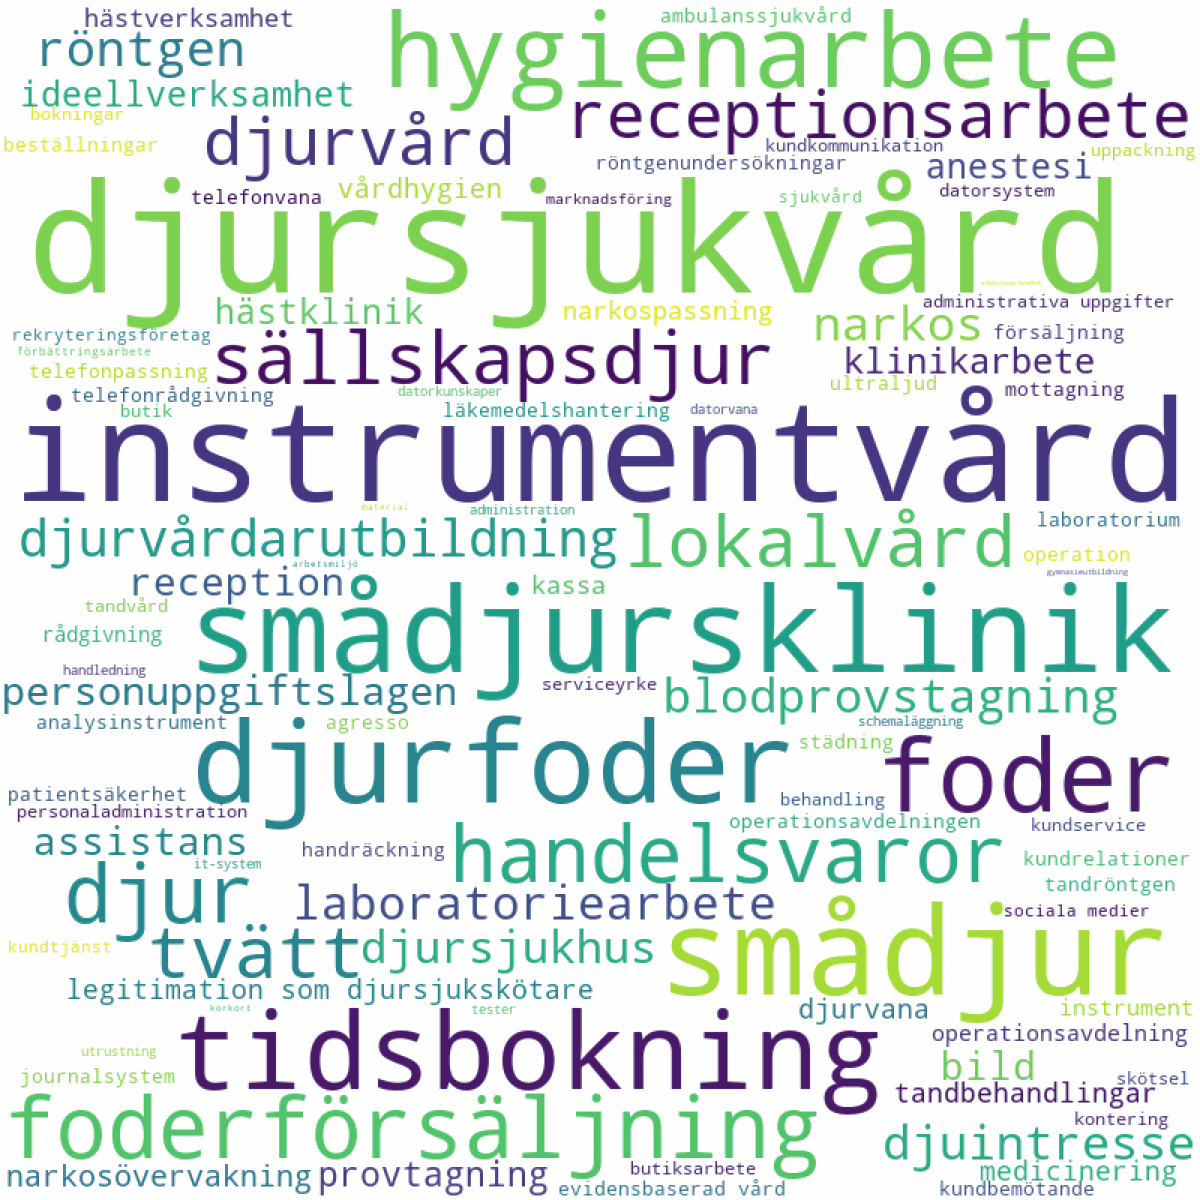 hästverksamhet
ambulanssjukvård
hygienarbete
röntgen
ideellverksamhet
receptionsarbete
bokningar
djurvård
beställningar
kundkommunikation
uppackning
röntgenundersökningar
anestesi
telefonvana
vårdhygien
marknadsföring
sjukvård
datorsystem
djursjukvård
hästklinik
narkospassning
administrativa uppgifter
narkos
försäljning
rekryteringsföretag
sällskapsdjur
förbättringsarbete
klinikarbete
telefonpassning
ultraljud
mottagning
telefonrådgivning
datorkunskaper
butik
läkemedelshantering
datorvana
instrumentvård
material
administration
djurvårdarutbildning
lokalvård
laboratorium
operation
arbetsmiljö
reception
kassa
gymnasieutbildning
tandvård
smådjursklinik
rådgivning
handledning
personuppgiftslagen
serviceyrke
blodprovstagning
analysinstrument
agresso
schemaläggning
djurfoder
städning
foder
patientsäkerhet
behandling
personaladministration
operationsavdelningen
kundservice
assistans
handräckning
handelsvaror
kundrelationer
it-system
tandröntgen
djur
laboratoriearbete
sociala medier
smådjur
kundtjänst
tvätt
djursjukhus
legitimation som djursjukskötare
körkort
tester
djurvana
instrument
tidsbokning
operationsavdelning
utrustning
bild
journalsystem
skötsel
tandbehandlingar
foderförsäljning
kontering
djuintresse
narkosövervakning
provtagning
butiksarbete
medicinering
evidensbaserad vård
kundbemötande